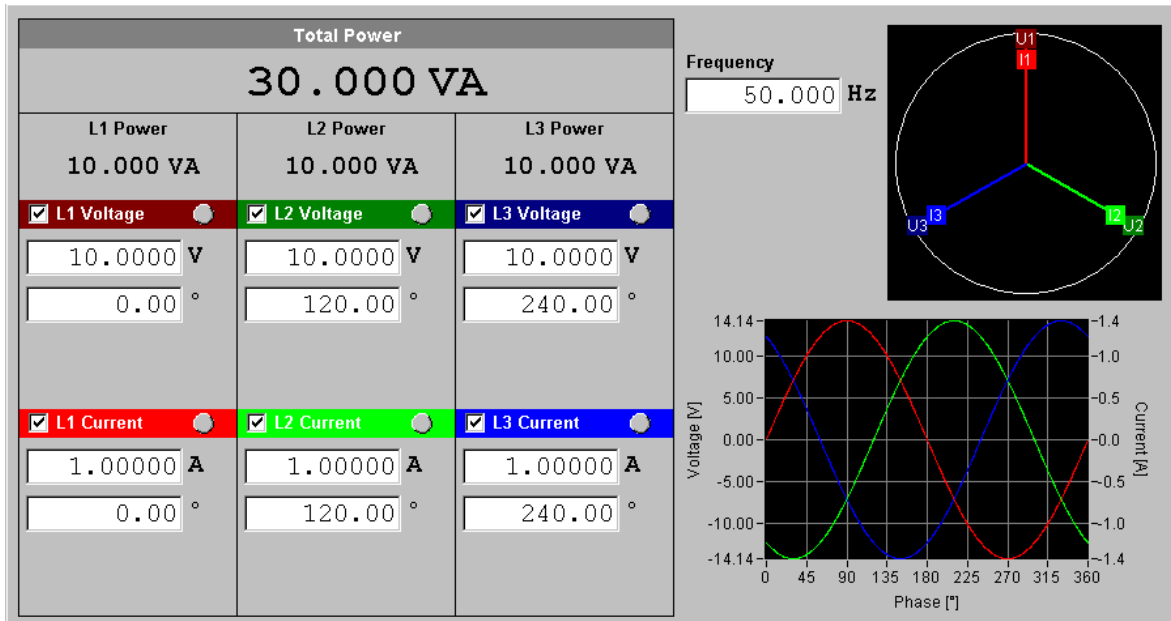 Total Power
30.000 VA
L1 Power L2 Power L3 Power
10.000 VA 10.000 VA 10.000 VA
L1 Voltage L2 Voltage L3 Voltage
10.0000 V 10.0000 V 10.0000 V
0.00 ° 120.00 ° 240.00 °
L1 Current L2 Current L3 Current
1.00000 A 1.00000 A 1.00000 A
0.00 ° 120.00 ° 240.00 °
Frequency
50.000 Hz
U1
I1
I3 I2
U3 U2
14.14 1.4
10.00 1.0
5.00 0.5
0.00 0.0
-5.00 -0.5
-10.00 -1.0
-14.14 -1.4
Voltage [V]
Current [A]
0 45 90 135 180 225 270 315 360
Phase [°]